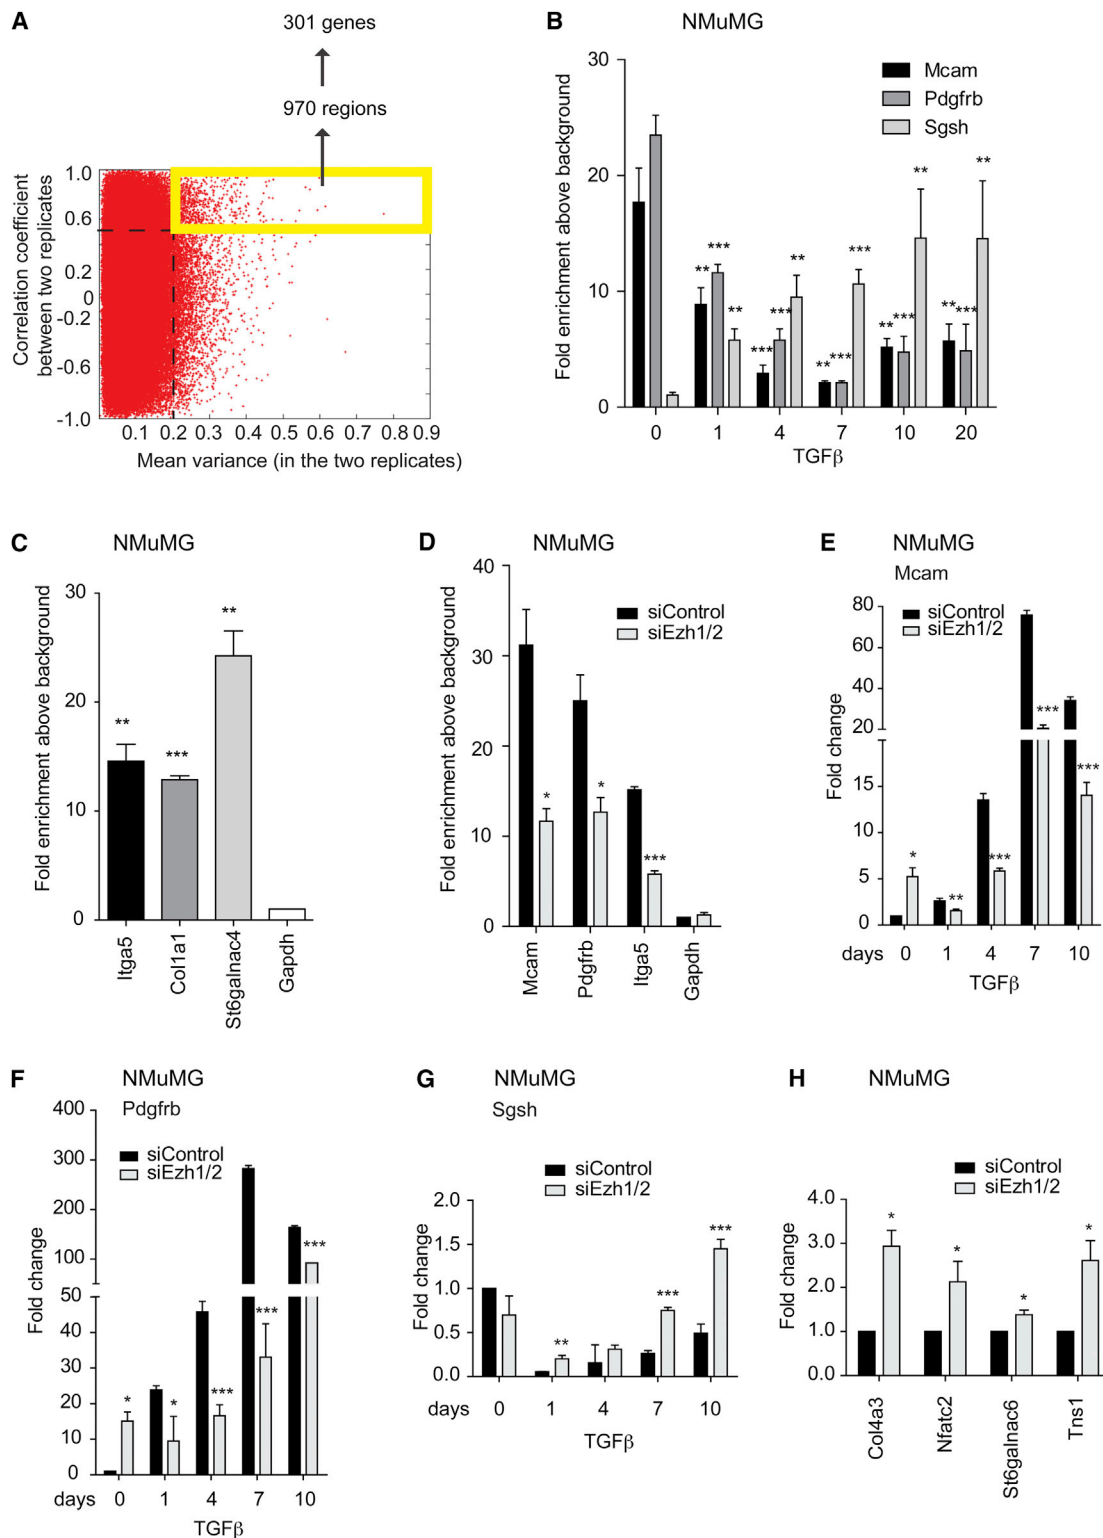 A
301 genes
970 regions
Correlation coefficient
between two replicates
1.0
0.6
0.2
0
-0.2
-0.6
-1.0
0.1 0.2 0.3 0.4 0.5 0.6 0.7 0.8 0.9
Mean variance (in the two replicates)
B NMuMG
Mcam
Pdgfrb
Sgsh
Fold enrichment above background
30
20
10
0
** *** **
*** *** **
** *** ***
** *** **
** *** **
0 1 4 7 10 20
TGFβ
C NMuMG
Fold enrichment above background
30
20
10
0
** *** **
Itga5
Col1a1
St6galnac4
Gapdh
D NMuMG
siControl
siEzh1/2
Fold enrichment above background
40
30
20
10
0
* * ***
Mcam
Pdgfrb
Itga5
Gapdh
E NMuMG
Mcam
siControl
siEzh1/2
Fold change
80
60
40
20
15
10
5
0
* ** *** *** ***
days 0 1 4 7 10
TGFβ
F NMuMG
Pdgfrb
siControl
siEzh1/2
Fold change
400
300
200
100
50
40
30
20
10
0
* * *** *** ***
days 0 1 4 7 10
TGFβ
G NMuMG
Sgsh
siControl
siEzh1/2
Fold change
2.0
1.5
1.0
0.5
0.0
** *** ***
days 0 1 4 7 10
TGFβ
H NMuMG
siControl
siEzh1/2
Fold change
4.0
3.0
2.0
1.0
0.0
* * * *
Col4a3
Nfatc2
St6galnac6
Tns1